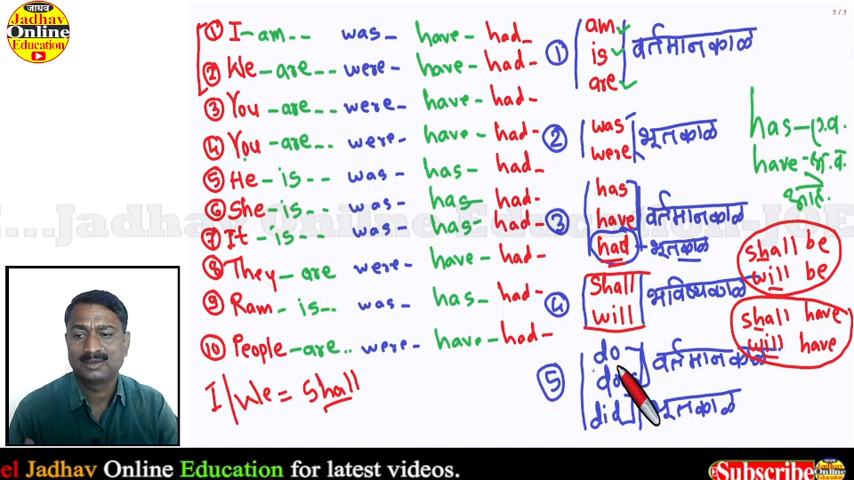 जाधव
Jadhav
Online
Education
2 / 2
① I - am - - was - have - had -
② We - are - - were - have - had -
③ You - are - were - have - had -
④ You - are - were - have - had -
⑤ He - is - - was - has - had -
⑥ She - is - - was - has - had -
⑦ It - is - - was - has - had -
⑧ They - are were - have - had -
⑨ Ram - is - was - has - had -
⑩ People - are .. were - have - had -
I / We = Shall
① am
is
are
वर्तमानकाळ
② was
were
भूतकाळ
③ has
have
वर्तमानकाळ
had - भूतकाळ
④ Shall
will
भविष्यकाळ
⑤ do
वर्तमानकाळ
did
भूतकाळ
has - ए.व.
have - अ.व.
आहे.
shall be
will be
shall have
will have
Jadhav Online Education
el Jadhav Online Education for latest videos.
Subscribe